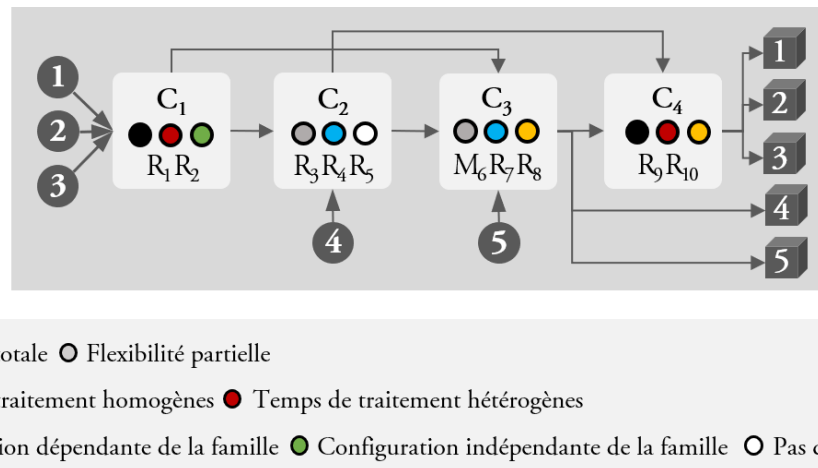 1
2
3
C1
R1 R2
C2
R3 R4 R5
C3
M6 R7 R8
C4
R9 R10
4
5
1
2
3
4
5
otale Flexibilité partielle
raitement homogènes Temps de traitement hétérogènes
ion dépendante de la famille Configuration indépendante de la famille Pas